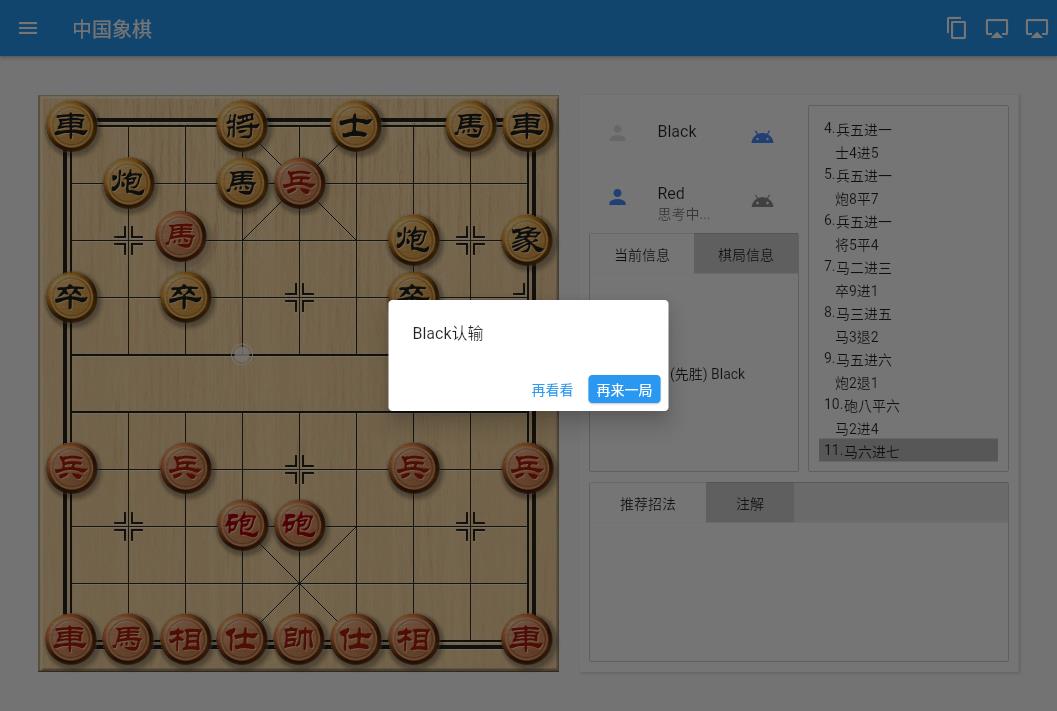 中国象棋
車 將 士 馬 車
炮 馬 兵
馬 炮 象
卒 卒 卒
兵 兵 兵 兵
砲 砲
車 馬 相 仕 帥 仕 相 車
Black
Red
思考中...
当前信息 棋局信息
(先胜) Black
4.兵五进一
士4进5
5.兵五进一
炮8平7
6.兵五进一
将5平4
7.马二进三
卒9进1
8.马三进五
马3退2
9.马五进六
炮2退1
10.砲八平六
马2进4
11.马六进七
Black认输
再看看 再来一局
推荐招法 注解